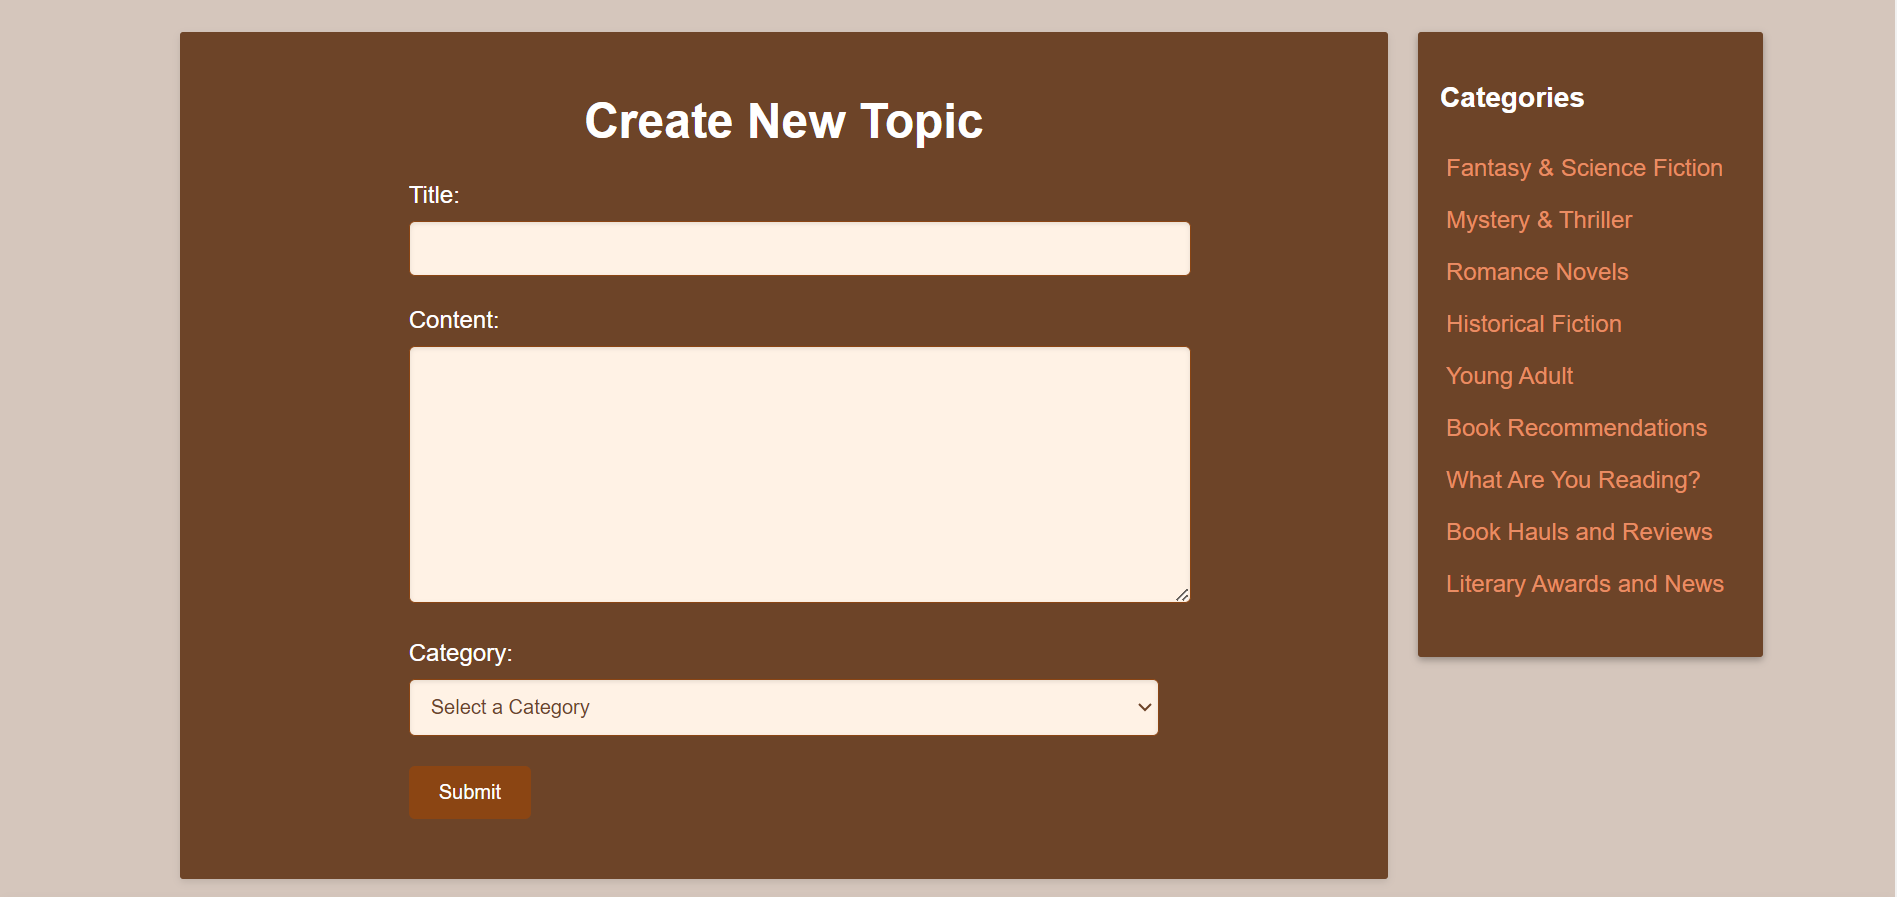 Create New Topic
Title:
Content:
Category:
Select a Category
Submit
Categories
Fantasy & Science Fiction
Mystery & Thriller
Romance Novels
Historical Fiction
Young Adult
Book Recommendations
What Are You Reading?
Book Hauls and Reviews
Literary Awards and News